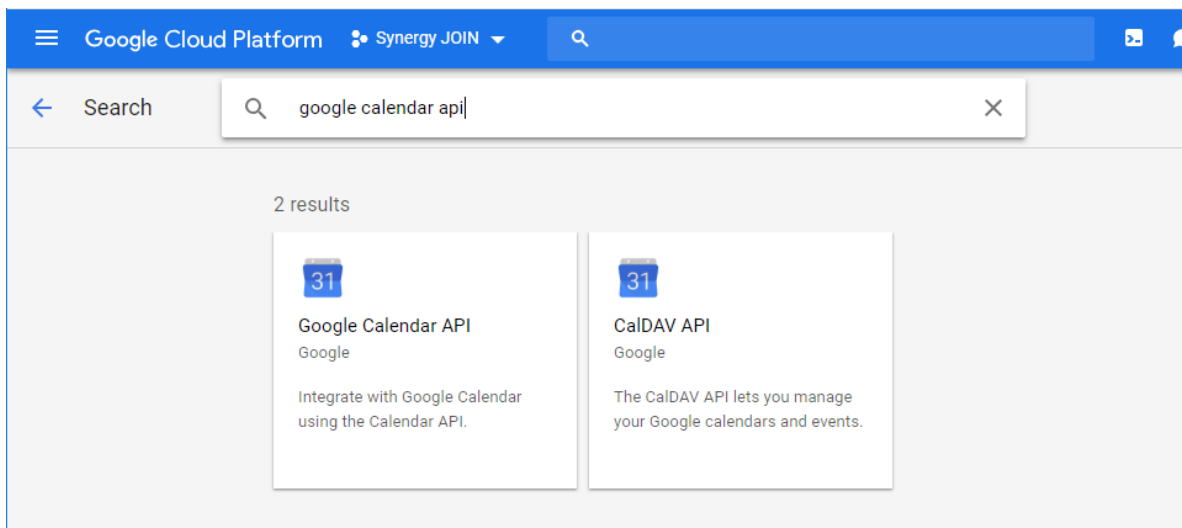 Google Cloud Platform
Synergy JOIN
Search
google calendar api
2 results
31
Google Calendar API
Google
Integrate with Google Calendar
using the Calendar API.
31
CalDAV API
Google
The CalDAV API lets you manage
your Google calendars and events.